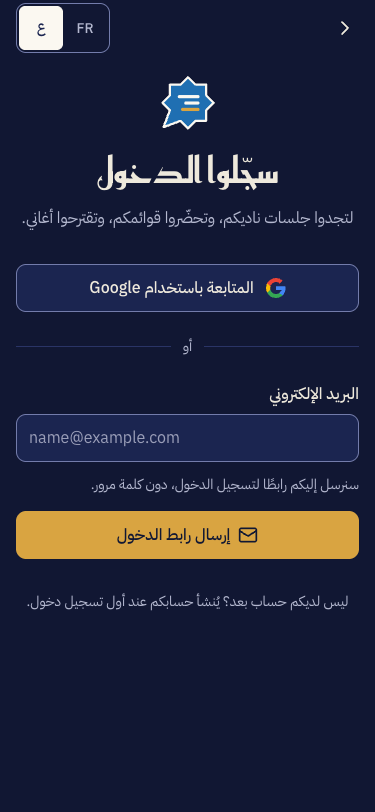 ع
FR
سجّلوا الدخول
لتجدوا جلسات ناديكم، وتحضّروا قوائمكم، وتقترحوا أغاني.
المتابعة باستخدام Google
أو
البريد الإلكتروني
name@example.com
سنرسل إليكم رابطًا لتسجيل الدخول، دون كلمة مرور.
إرسال رابط الدخول
ليس لديكم حساب بعد؟ يُنشأ حسابكم عند أول تسجيل دخول.